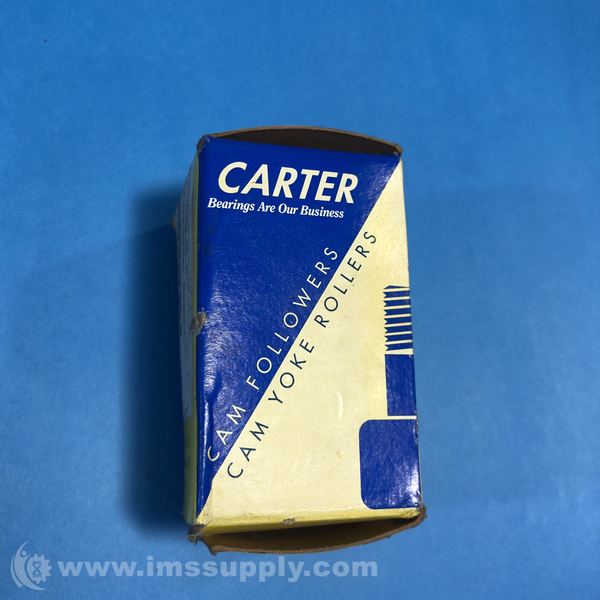 CARTER
Bearings Are Our Business
CAM FOLLOWERS
CAM YOKE ROLLERS
www.imssupply.com